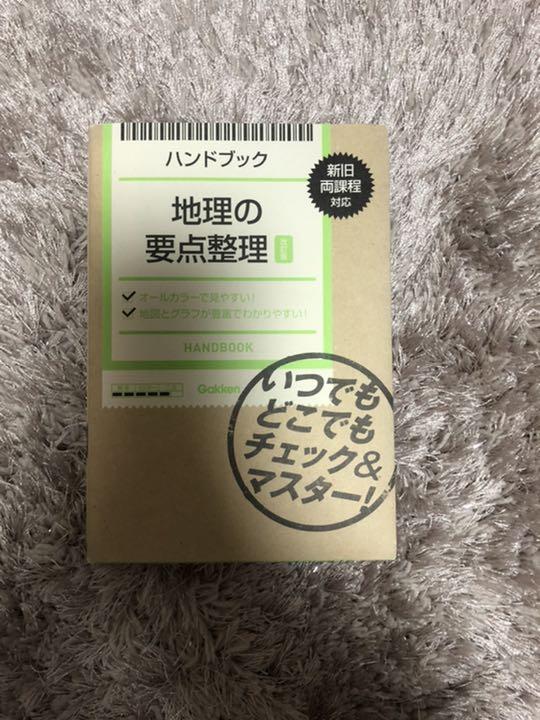 ハンドブック
新旧
両課程
対応
地理の
要点整理
改訂版
オールカラーで見やすい!
地図とグラフが豊富でわかりやすい!
HANDBOOK
Gakken
いつでも
どこでも
チェック&
マスター!